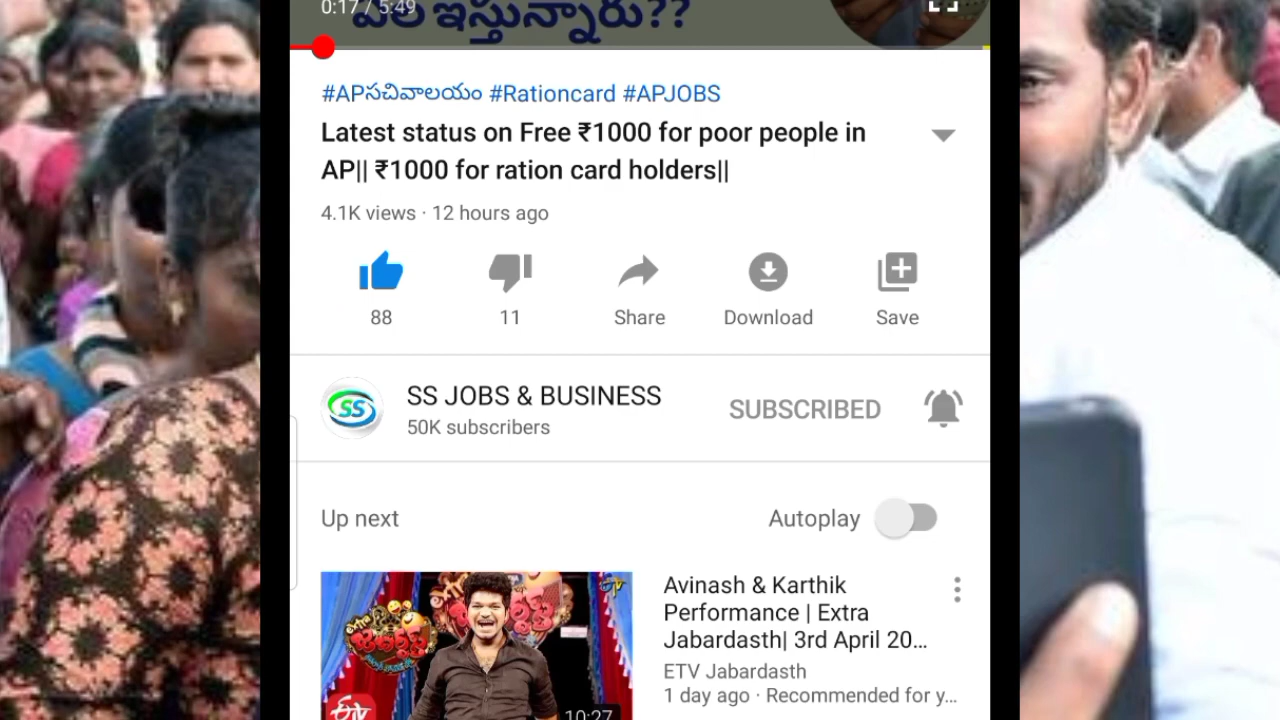 0:17 / 5:49
ఇస్తున్నారు??
#APసచివాలయం #Rationcard #APJOBS
Latest status on Free ₹1000 for poor people in
AP|| ₹1000 for ration card holders||
4.1K views · 12 hours ago
88
11
Share
Download
Save
SS
SS JOBS & BUSINESS
50K subscribers
SUBSCRIBED
Up next
Autoplay
Avinash & Karthik
Performance | Extra
Jabardasth| 3rd April 20...
ETV Jabardasth
1 day ago · Recommended for y...
10:27